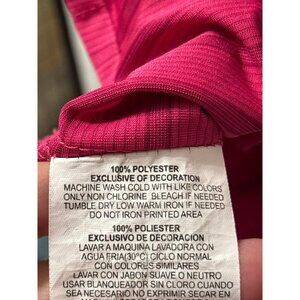 100% POLYESTER
EXCLUSIVE OF DECORATION
MACHINE WASH COLD WITH LIKE COLORS
ONLY NON CHLORINE BLEACH IF NEEDED
TUMBLE DRY LOW WARM IRON IF NEEDED
DO NOT IRON PRINTED AREA
100% POLYESTER
EXCLUSIVO DE DECORACIÓN
LAVAR A MAQUINA LAVADORA CON
AGUA FRIA(30°C) CICLO NORMAL
CON COLORES SIMILARES
LAVAR CON JABON SUAVE O NEUTRO
USAR BLANQUEADOR SIN CLORO CUANDO
SEA NECESARIO NO EXPRIMIR SECAR EN